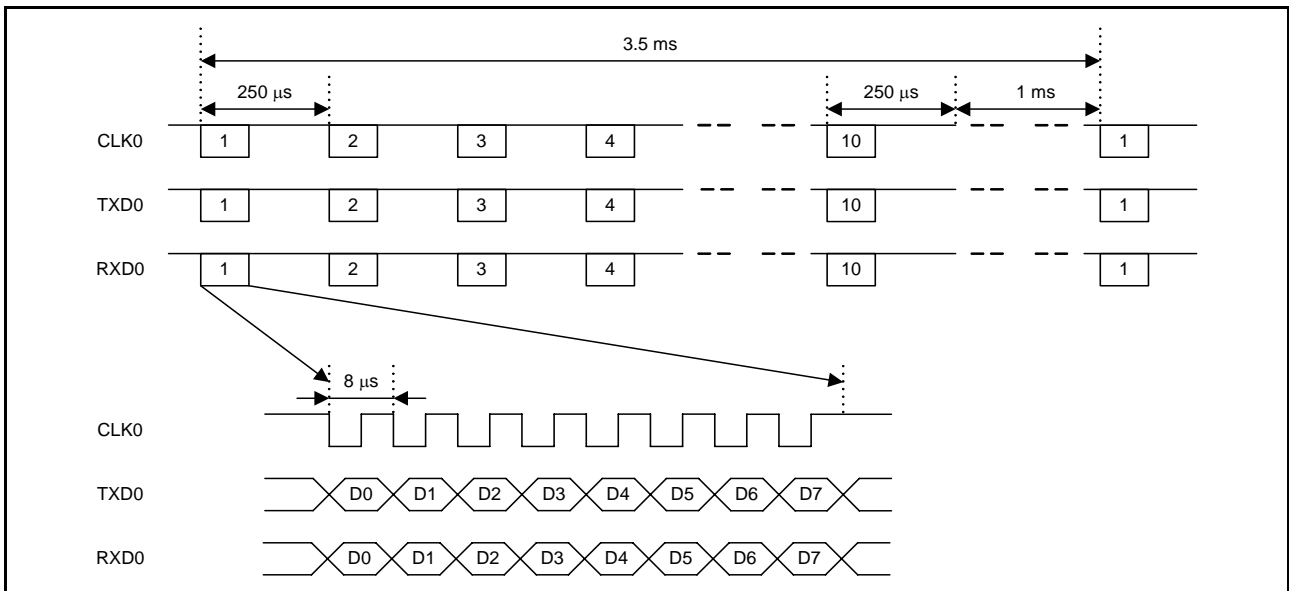 3.5 ms
250 μs 250 μs 1 ms
CLK0 1 2 3 4 10 1
TXD0 1 2 3 4 10 1
RXD0 1 2 3 4 10 1
8 μs
CLK0
TXD0 D0 D1 D2 D3 D4 D5 D6 D7
RXD0 D0 D1 D2 D3 D4 D5 D6 D7